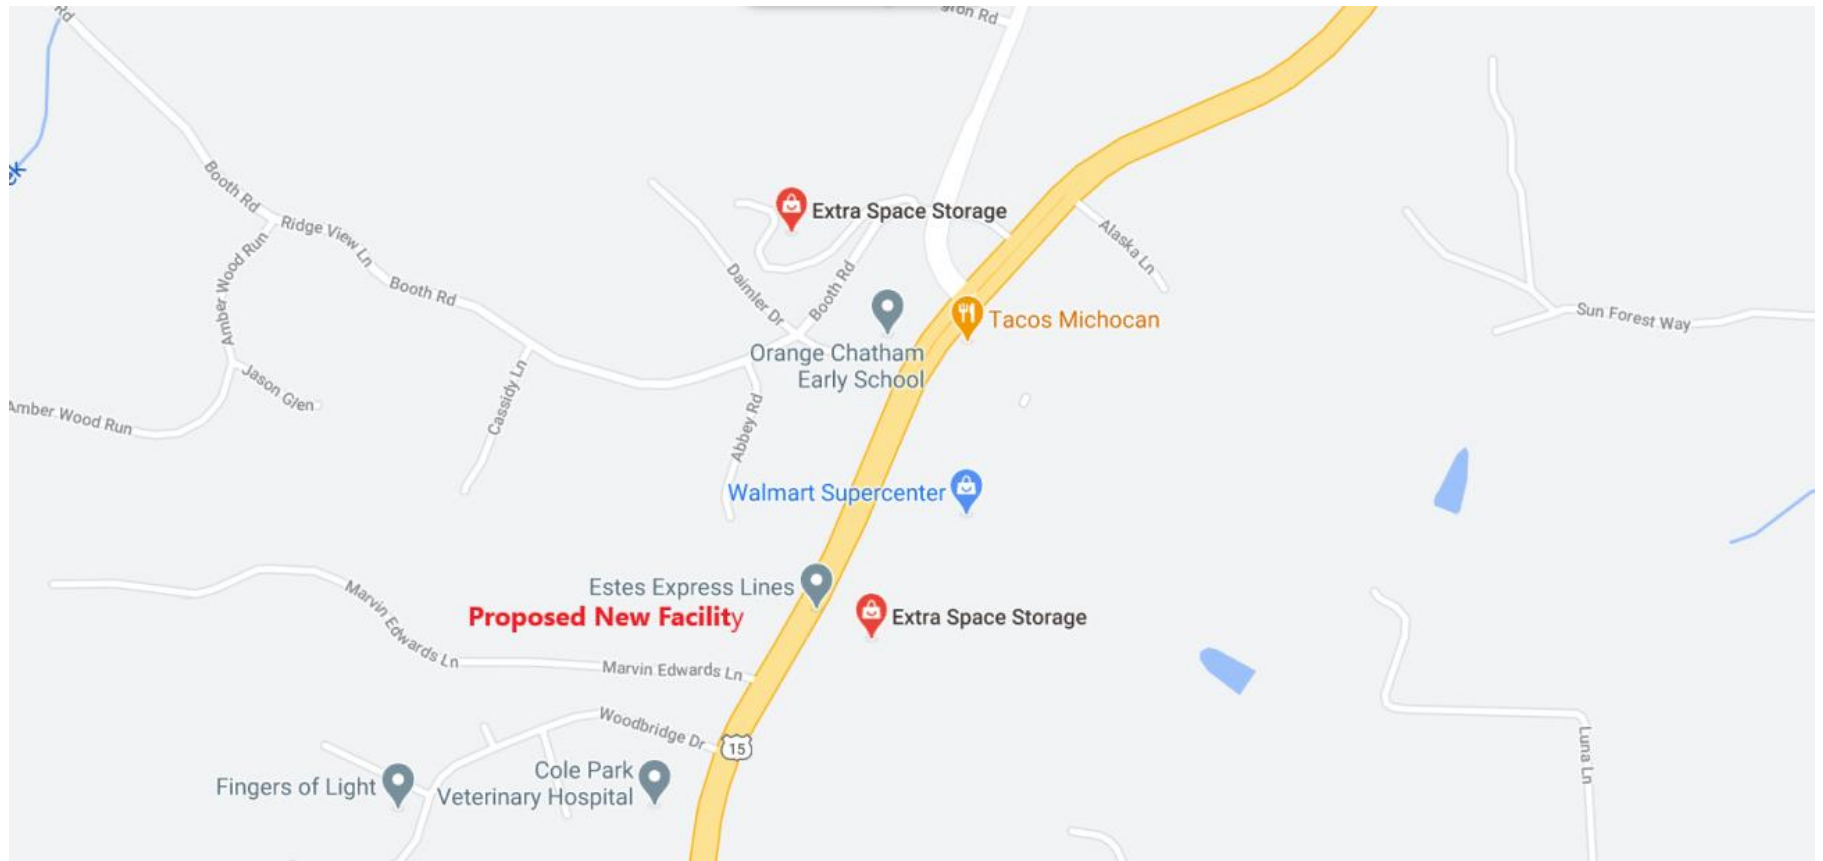 Rd
Booth Rd
Ridge View Ln
Amber Wood Run
Booth Rd
Extra Space Storage
Daimler Dr
Booth Rd
Alaska Ln
Tacos Michocan
Orange Chatham
Early School
Sun Forest Way
Jason Glen
Cassidy Ln
Abbey Rd
Amber Wood Run
Walmart Supercenter
Estes Express Lines
Proposed New Facility
Extra Space Storage
Marvin Edwards Ln
Marvin Edwards Ln
Woodbridge Dr
15
Luna Ln
Cole Park
Veterinary Hospital
Fingers of Light